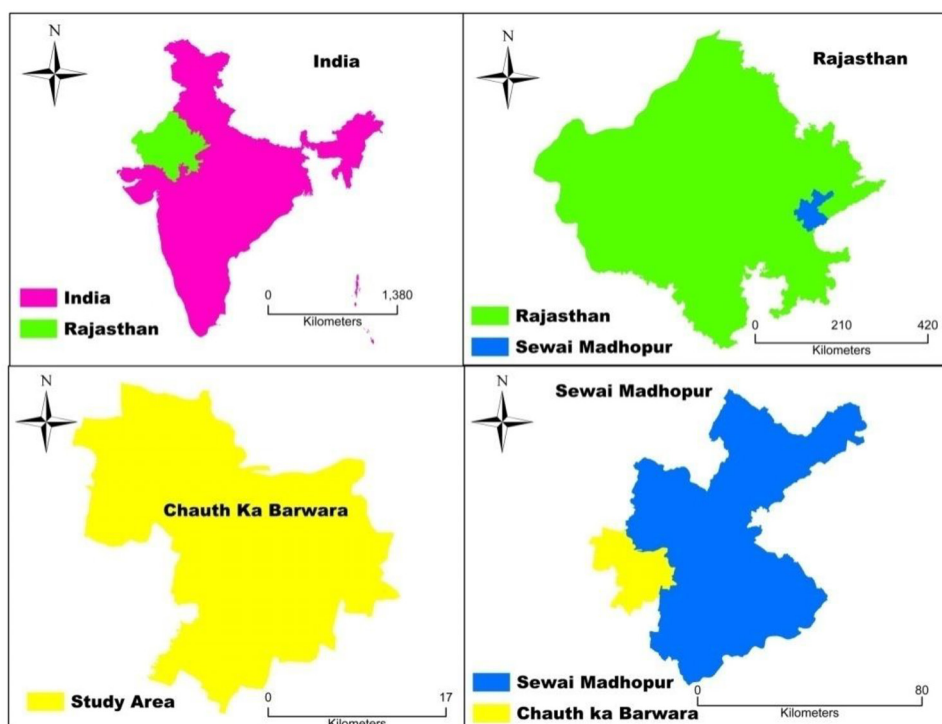 N
India
India
Rajasthan
0
1,380
Kilometers
N
Rajasthan
Rajasthan
Sewai Madhopur
0
210
420
Kilometers
N
Chauth Ka Barwara
Study Area
0
17
Kilometers
N
Sewai Madhopur
Sewai Madhopur
Chauth ka Barwara
0
80
Kilometers